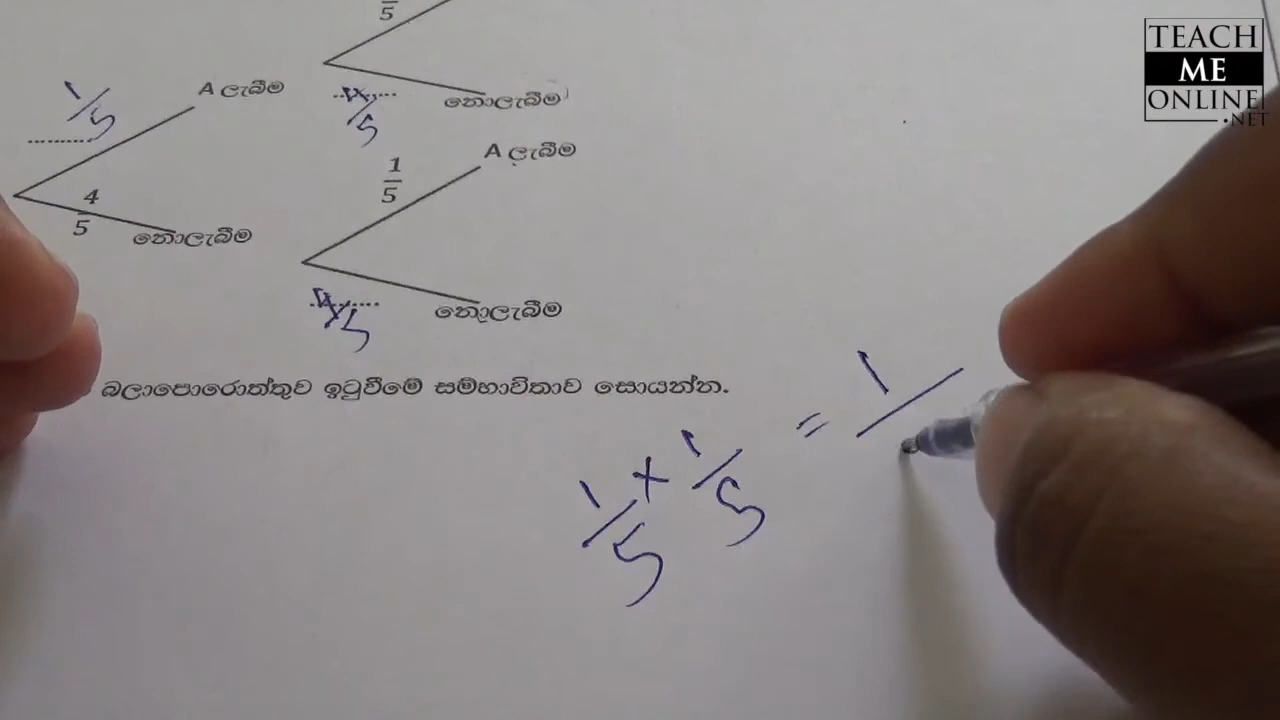 TEACH
ME
ONLINE
.NET
5
1/5
A ලැබීම
4/5
නොලැබීම
4
5
නොලැබීම
1
5
A ලැබීම
4/5
නොලැබීම
බලාපොරොත්තුව ඉටුවීමේ සම්භාවිතාව සොයන්න.
1/5 × 1/5 = 1/